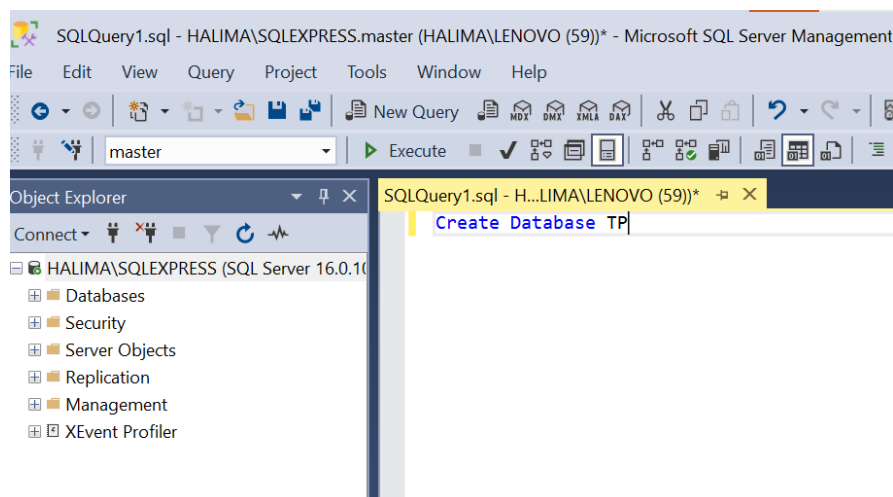 SQLQuery1.sql - HALIMA\SQLEXPRESS.master (HALIMA\LENOVO (59))* - Microsoft SQL Server Management
File Edit View Query Project Tools Window Help
New Query MDX DMX XMLA DAX
master Execute
Object Explorer
SQLQuery1.sql - H...LIMA\LENOVO (59))*
Connect
Create Database TP
HALIMA\SQLEXPRESS (SQL Server 16.0.10
Databases
Security
Server Objects
Replication
Management
XEvent Profiler